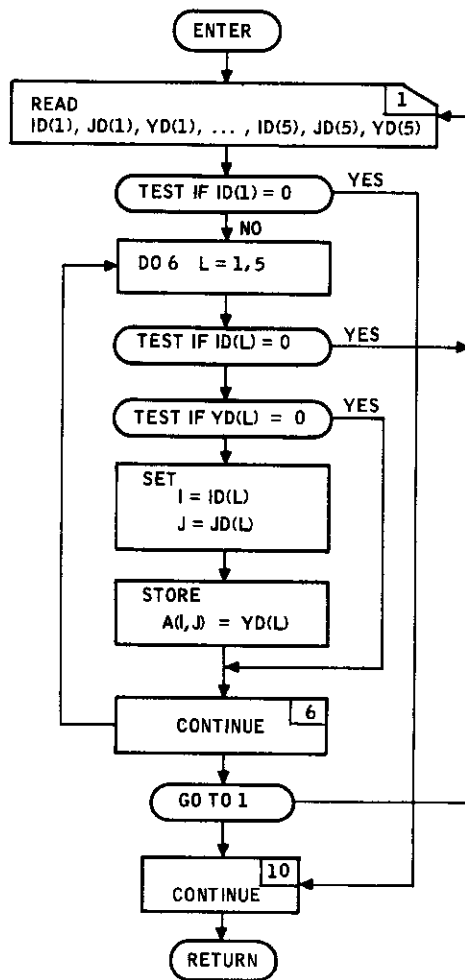 ENTER
1
READ
ID(1), JD(1), YD(1), ... , ID(5), JD(5), YD(5)
TEST IF ID(1) = 0
YES
NO
DO 6 L = 1, 5
TEST IF ID(L) = 0
YES
TEST IF YD(L) = 0
YES
SET
I = ID(L)
J = JD(L)
STORE
A(I,J) = YD(L)
6
CONTINUE
GO TO 1
10
CONTINUE
RETURN